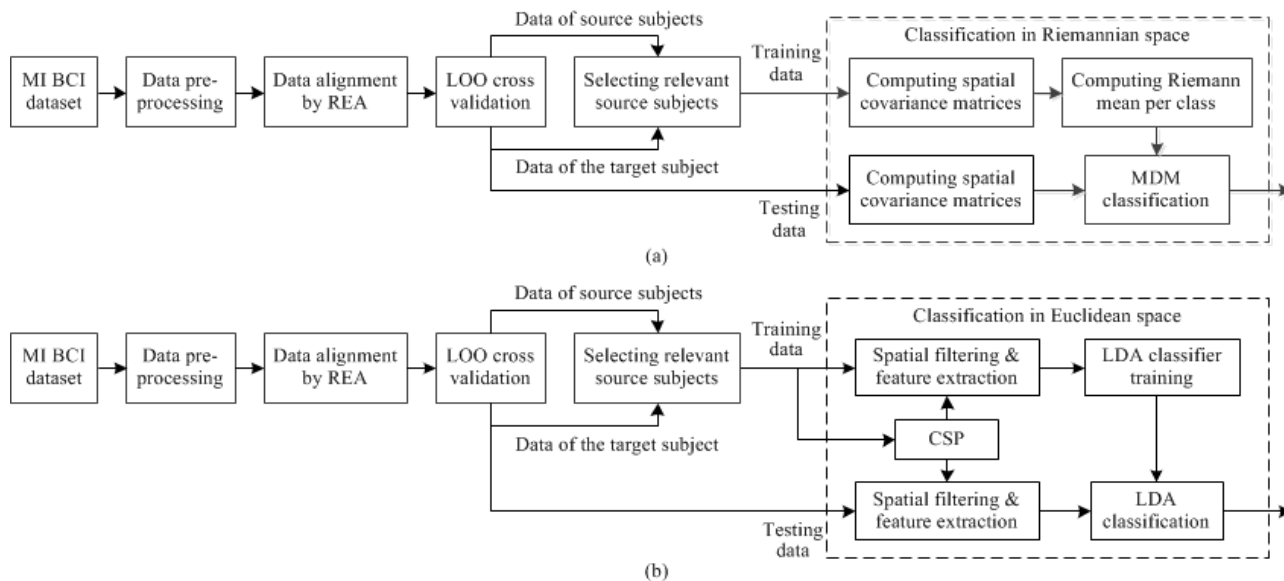 Data of source subjects
Classification in Riemannian space
Training
data
MI BCI
dataset
Data pre-
processing
Data alignment
by REA
LOO cross
validation
Selecting relevant
source subjects
Computing spatial
covariance matrices
Computing Riemann
mean per class
Data of the target subject
Computing spatial
covariance matrices
MDM
classification
Testing
data
(a)
Data of source subjects
Classification in Euclidean space
Training
data
MI BCI
dataset
Data pre-
processing
Data alignment
by REA
LOO cross
validation
Selecting relevant
source subjects
Spatial filtering &
feature extraction
LDA classifier
training
Data of the target subject
CSP
Spatial filtering &
feature extraction
LDA
classification
Testing
data
(b)